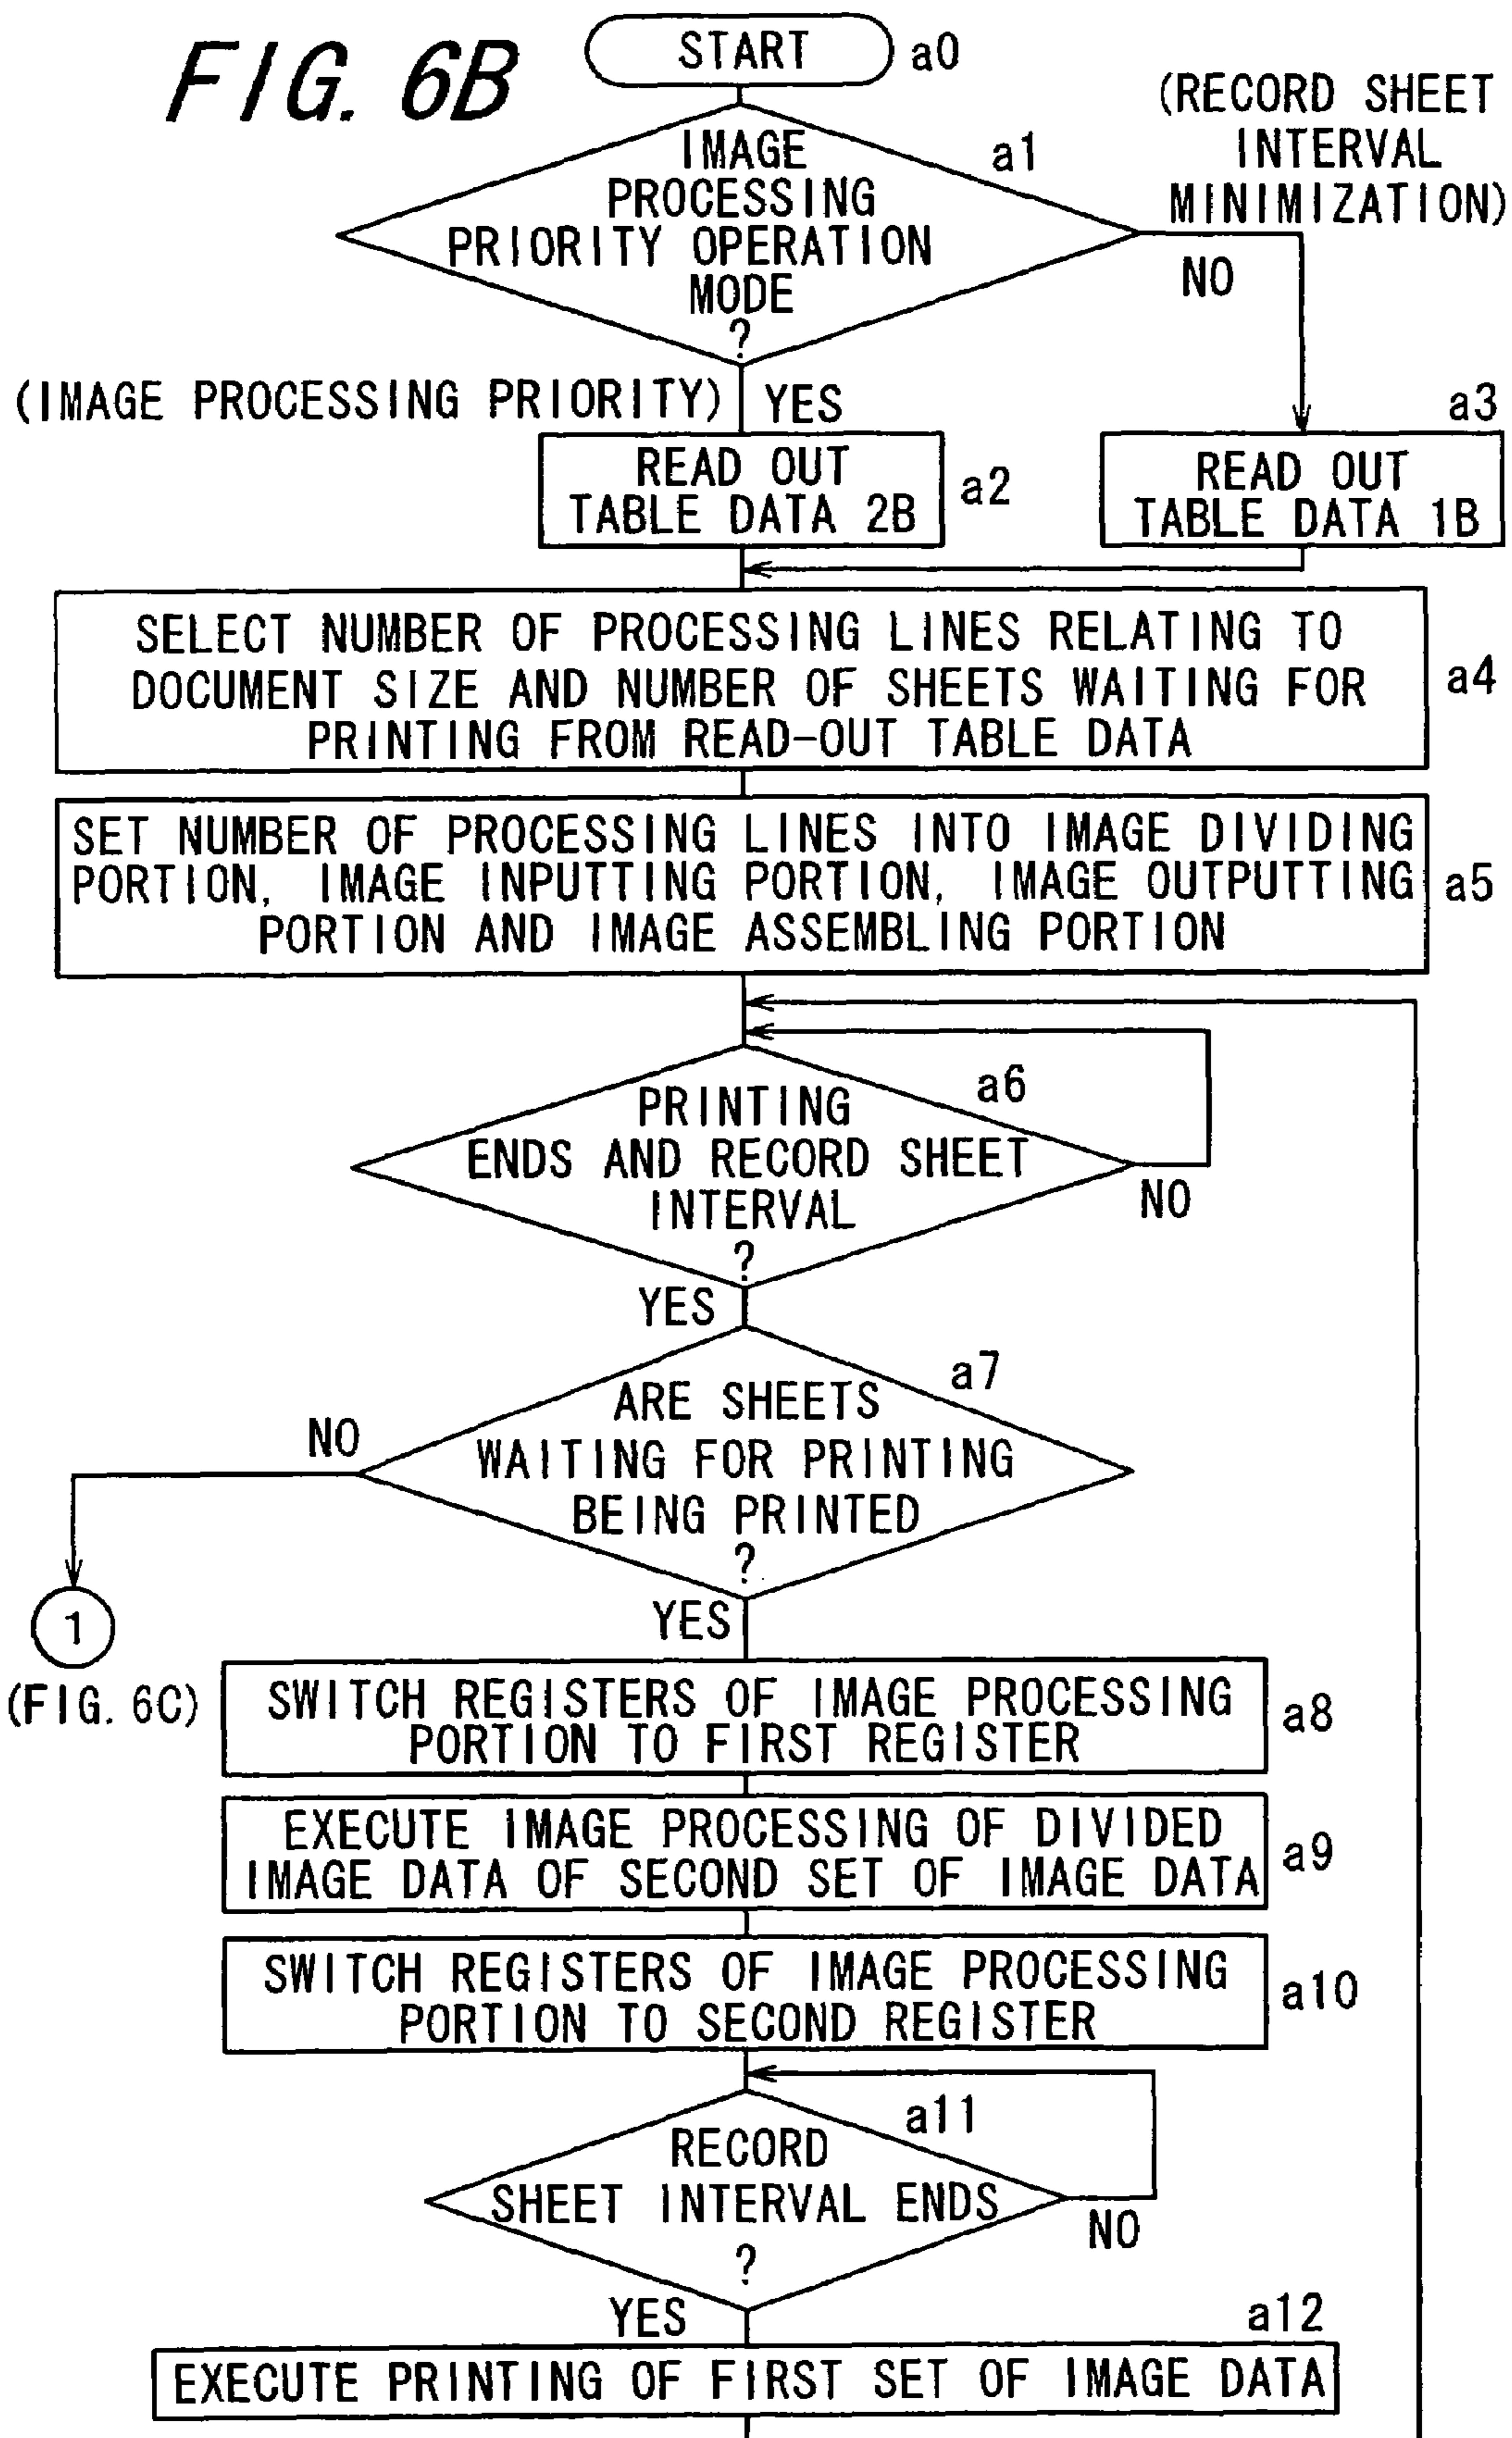 FIG. 6B
START
a0
(RECORD SHEET
INTERVAL
MINIMIZATION)
IMAGE
PROCESSING
PRIORITY OPERATION
MODE
?
a1
NO
(IMAGE PROCESSING PRIORITY)
YES
READ OUT
TABLE DATA 2B
a2
a3
READ OUT
TABLE DATA 1B
SELECT NUMBER OF PROCESSING LINES RELATING TO
DOCUMENT SIZE AND NUMBER OF SHEETS WAITING FOR
PRINTING FROM READ-OUT TABLE DATA
a4
SET NUMBER OF PROCESSING LINES INTO IMAGE DIVIDING
PORTION, IMAGE INPUTTING PORTION, IMAGE OUTPUTTING
PORTION AND IMAGE ASSEMBLING PORTION
a5
PRINTING
ENDS AND RECORD SHEET
INTERVAL
?
a6
NO
YES
ARE SHEETS
WAITING FOR PRINTING
BEING PRINTED
?
a7
NO
1
(FIG. 6C)
YES
SWITCH REGISTERS OF IMAGE PROCESSING
PORTION TO FIRST REGISTER
a8
EXECUTE IMAGE PROCESSING OF DIVIDED
IMAGE DATA OF SECOND SET OF IMAGE DATA
a9
SWITCH REGISTERS OF IMAGE PROCESSING
PORTION TO SECOND REGISTER
a10
RECORD
SHEET INTERVAL ENDS
?
a11
NO
YES
a12
EXECUTE PRINTING OF FIRST SET OF IMAGE DATA